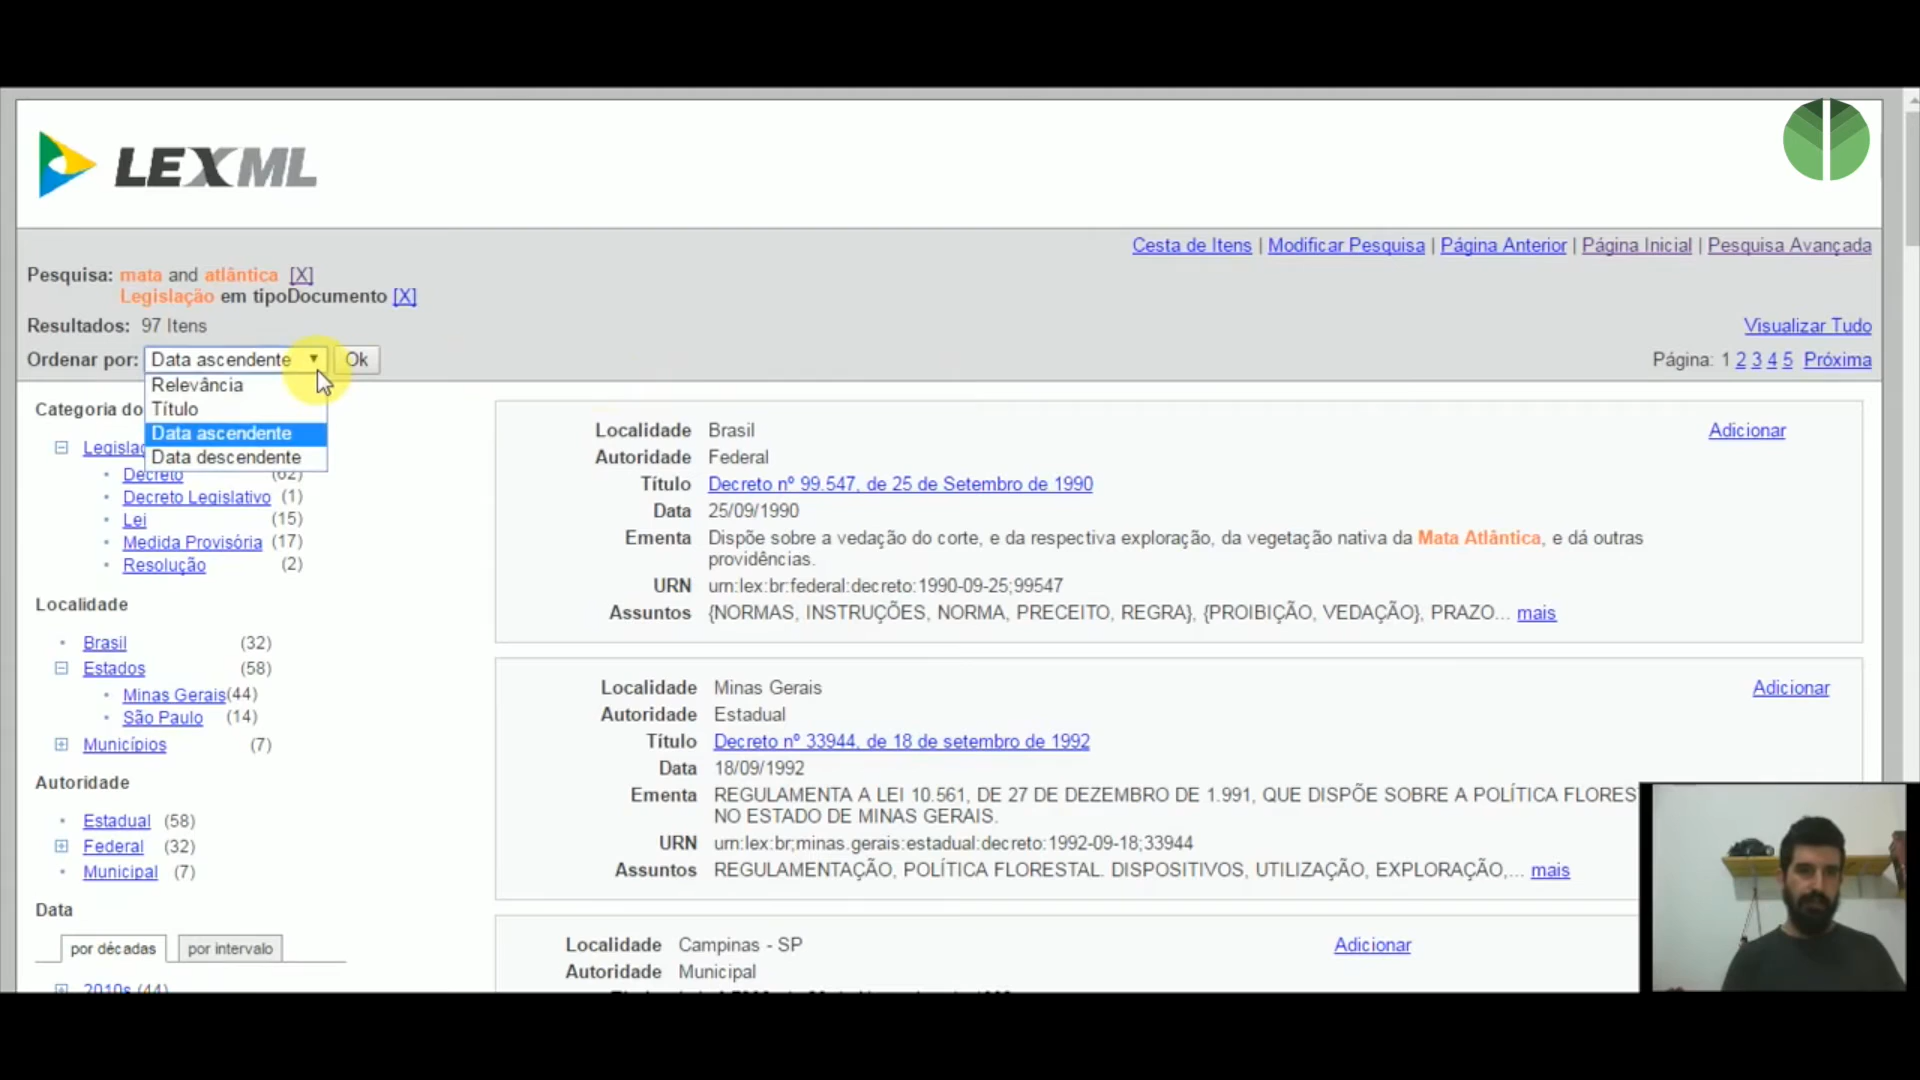 LEXML
Cesta de Itens | Modificar Pesquisa | Página Anterior | Página Inicial | Pesquisa Avançada
Pesquisa: mata and atlântica [X]
Legislação em tipoDocumento [X]
Resultados: 97 Itens
Visualizar Tudo
Ordenar por: Data ascendente Ok
Página: 1 2 3 4 5 Próxima
Relevância
Título
Data ascendente
Data descendente
Categoria do
Legislaç
Decreto (62)
Decreto Legislativo (1)
Lei (15)
Medida Provisória (17)
Resolução (2)
Localidade
Brasil (32)
Estados (58)
Minas Gerais (44)
São Paulo (14)
Municípios (7)
Autoridade
Estadual (58)
Federal (32)
Municipal (7)
Data
por décadas por intervalo
2010s (44)
Localidade Brasil Adicionar
Autoridade Federal
Título Decreto nº 99.547, de 25 de Setembro de 1990
Data 25/09/1990
Ementa Dispõe sobre a vedação do corte, e da respectiva exploração, da vegetação nativa da Mata Atlântica, e dá outras
providências.
URN urn:lex:br:federal:decreto:1990-09-25;99547
Assuntos {NORMAS, INSTRUÇÕES, NORMA, PRECEITO, REGRA}, {PROIBIÇÃO, VEDAÇÃO}, PRAZO... mais
Localidade Minas Gerais Adicionar
Autoridade Estadual
Título Decreto nº 33944, de 18 de setembro de 1992
Data 18/09/1992
Ementa REGULAMENTA A LEI 10.561, DE 27 DE DEZEMBRO DE 1.991, QUE DISPÕE SOBRE A POLÍTICA FLOREST
NO ESTADO DE MINAS GERAIS.
URN urn:lex:br;minas.gerais:estadual:decreto:1992-09-18;33944
Assuntos REGULAMENTAÇÃO, POLÍTICA FLORESTAL. DISPOSITIVOS, UTILIZAÇÃO, EXPLORAÇÃO,... mais
Localidade Campinas - SP Adicionar
Autoridade Municipal